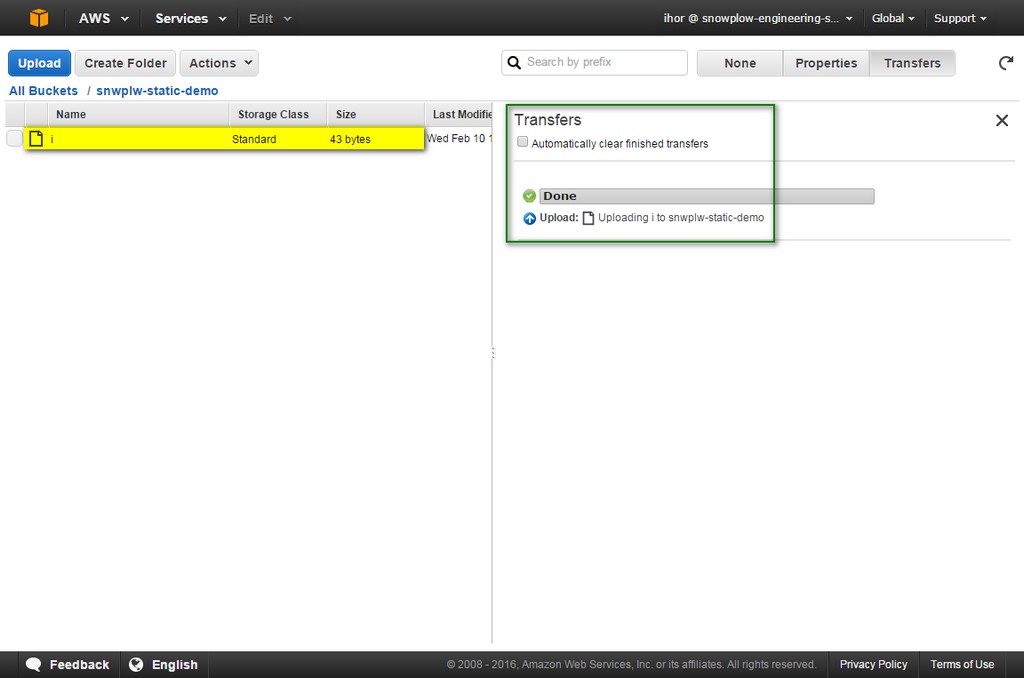 AWS Services Edit ihor @ snowplow-engineering-s... Global Support
Upload Create Folder Actions Search by prefix None Properties Transfers
All Buckets / snwplw-static-demo
Name Storage Class Size Last Modifie
i Standard 43 bytes Wed Feb 10 1
Transfers
Automatically clear finished transfers
Done
Upload: Uploading i to snwplw-static-demo
Feedback English © 2008 - 2016, Amazon Web Services, Inc. or its affiliates. All rights reserved. Privacy Policy Terms of Use